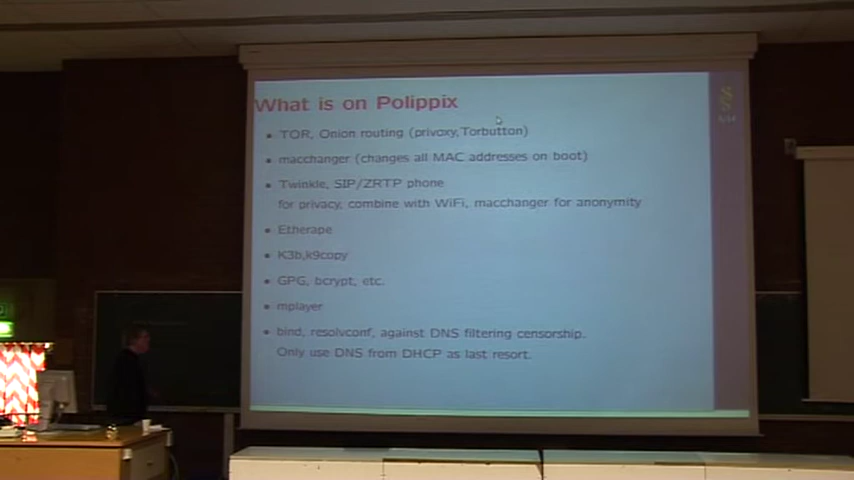 What is on Polippix
TOR, Onion routing (privoxy,Torbutton)
macchanger (changes all MAC addresses on boot)
Twinkle, SIP/ZRTP phone
for privacy, combine with WiFi, macchanger for anonymity
Etherape
K3b,k9copy
GPG, bcrypt, etc.
mplayer
bind, resolvconf, against DNS filtering censorship.
Only use DNS from DHCP as last resort.